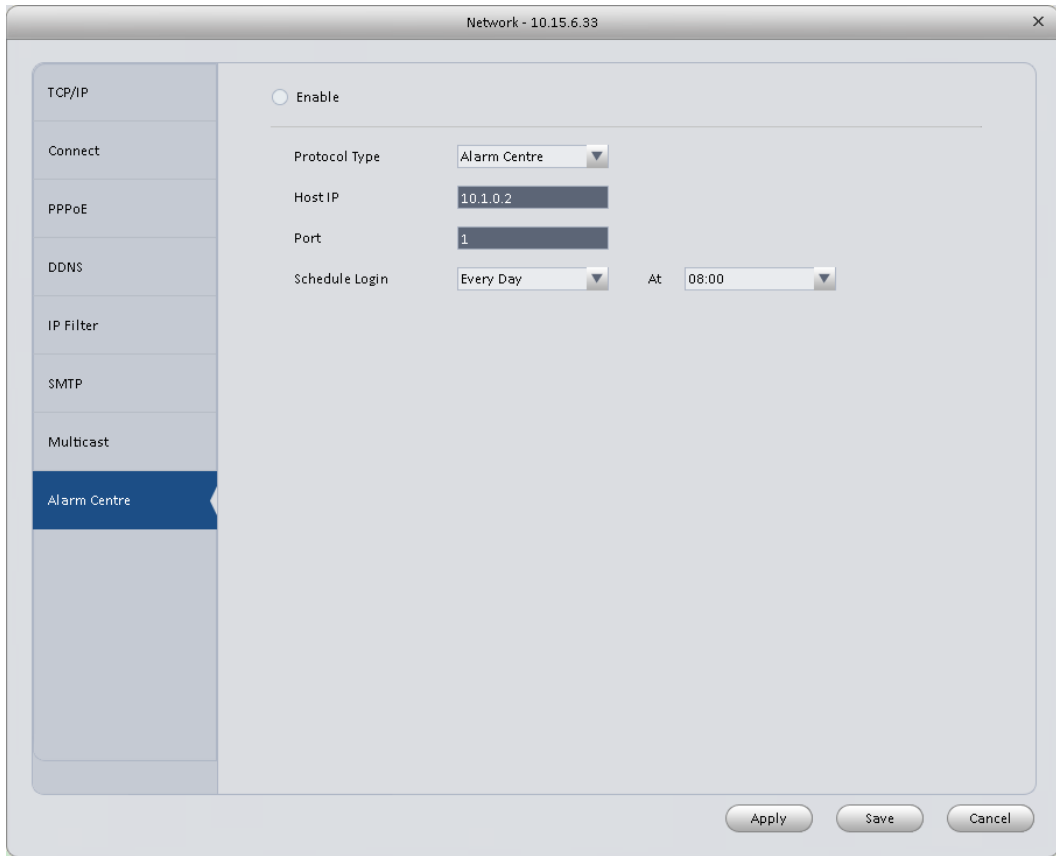 Network - 10.15.6.33
TCP/IP
Connect
PPPoE
DDNS
IP Filter
SMTP
Multicast
Alarm Centre
Enable
Protocol Type Alarm Centre
Host IP 10.1.0.2
Port 1
Schedule Login Every Day At 08:00
Apply Save Cancel